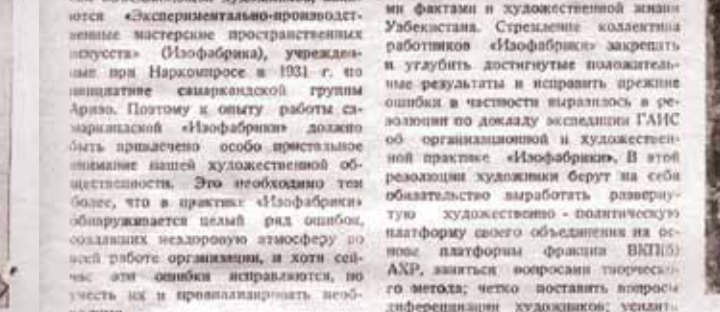 ются «Экспериментально-производст-
венные мастерские пространственных
искусств» (Изофабрика), учрежден-
ные при Наркомпросе в 1931 г. по
инициативе самаркандской группы
Аризо. Поэтому к опыту работы са-
маркандской «Изофабрики» должно
быть привлечено особо пристальное
внимание нашей художественной об-
щественности. Это необходимо тем
более, что в практике «Изофабрики»
обнаруживается целый ряд ошибок,
создавших нездоровую атмосферу во
всей работе организации, и хотя сей-
час эти ошибки исправляются, но
учесть их и проанализировать необ-
ми фактами и художественной жизни
Узбекистана. Стремление коллектива
работников «Изофабрики» закрепить
и углубить достигнутые положитель-
ные результаты и исправить прежние
ошибки в частности выразилось в ре-
золюции по докладу экспедиции ГАИС
об организационной и художествен-
ной практике «Изофабрики». В этой
резолюции художники берут на себя
обязательство выработать разверну-
тую художественно-политическую
платформу своего объединения на ос-
нове платформы фракции ВКП(б)
АХР, заняться вопросами творческо-
го метода; четко поставить вопросы
диференциации художников; усилить